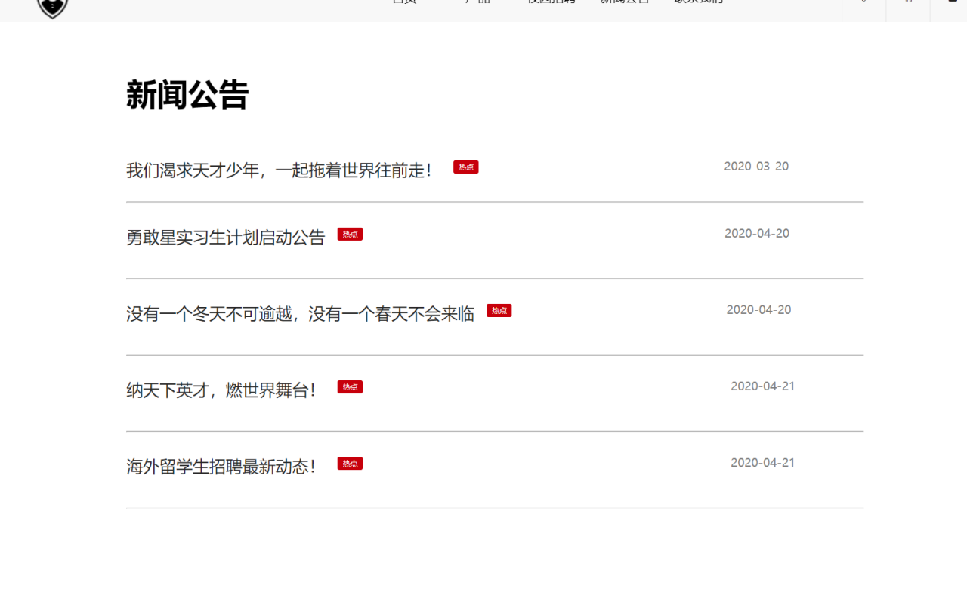 新闻公告
我们渴求天才少年，一起拖着世界往前走！ 热点 2020-03-20
勇敢星实习生计划启动公告 热点 2020-04-20
没有一个冬天不可逾越，没有一个春天不会来临 热点 2020-04-20
纳天下英才，燃世界舞台！ 热点 2020-04-21
海外留学生招聘最新动态！ 热点 2020-04-21